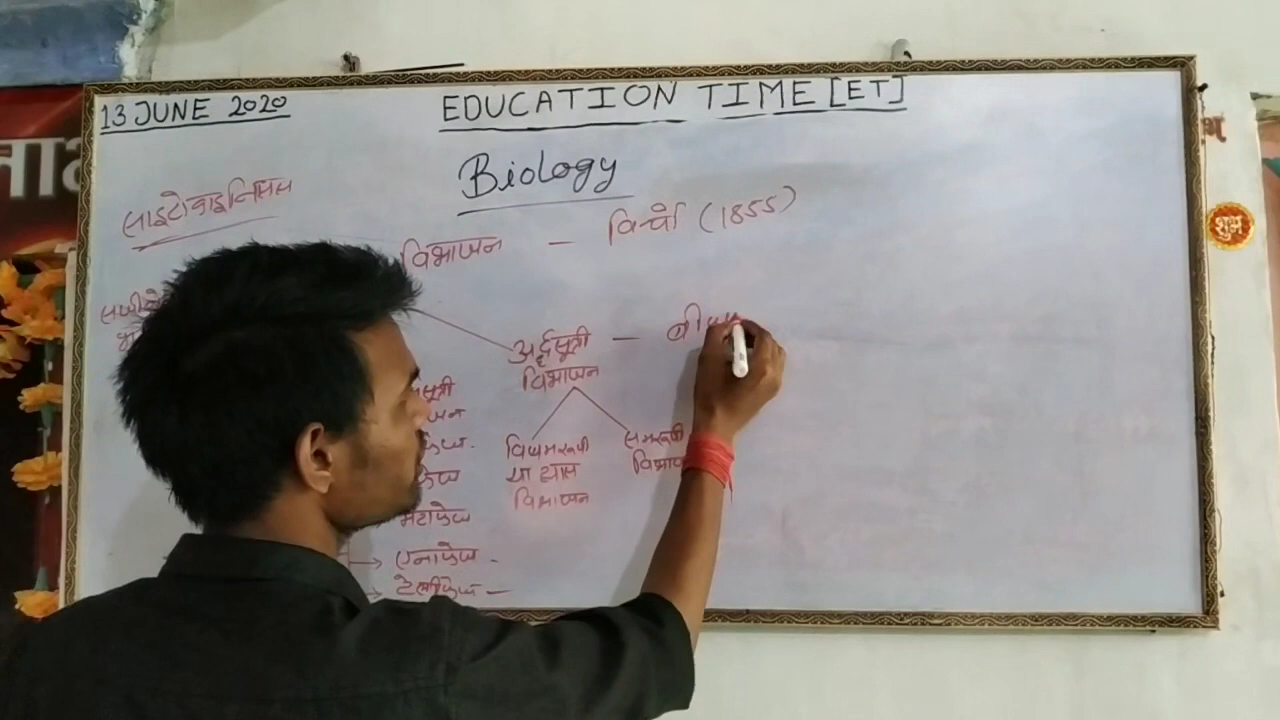 13 JUNE 2020
EDUCATION TIME [ET]
Biology
साइटोकाइनिसिस
विभाजन — विर्चो (1855)
अर्द्धसूत्री —
विभाजन
विषमरूपी
या ह्रास
विभाजन
समरूपी
मेटाफेज
एनाफेज -
टेलोफेज -
शुभ